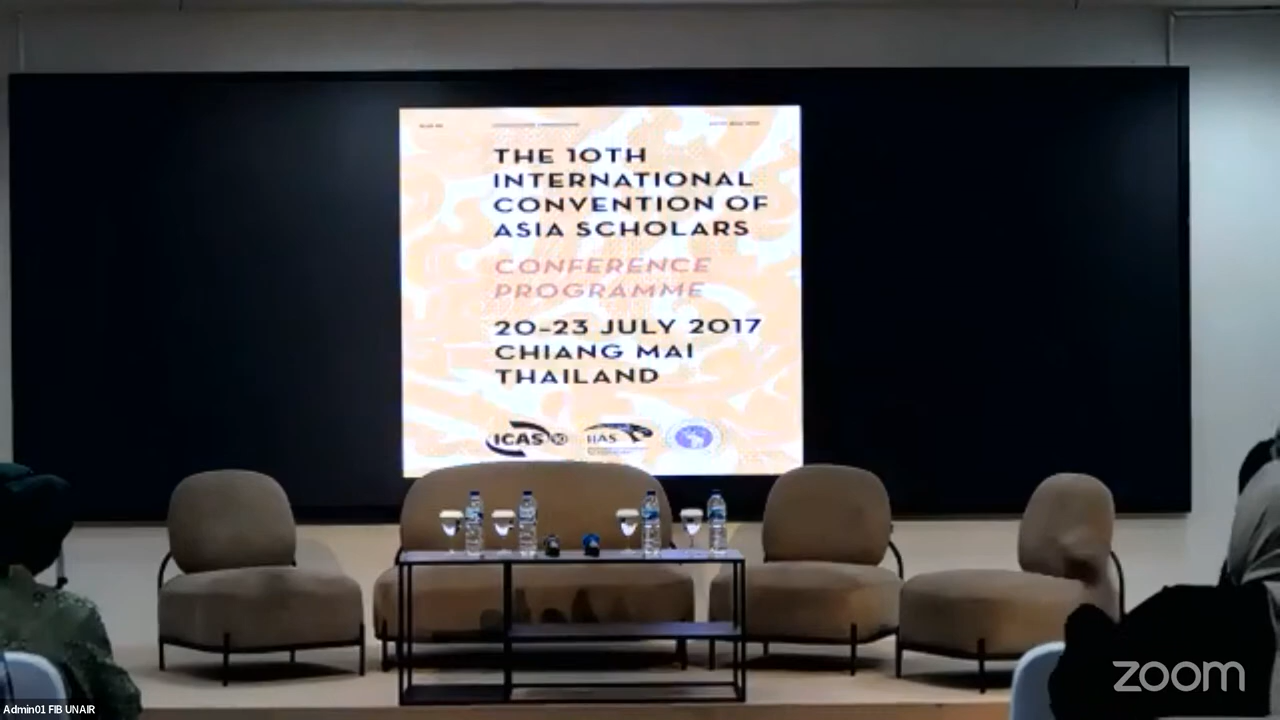 THE 10TH
INTERNATIONAL
CONVENTION OF
ASIA SCHOLARS
CONFERENCE
PROGRAMME
20–23 JULY 2017
CHIANG MAI
THAILAND
ICAS 10
IIAS
zoom
Admin01 FIB UNAIR